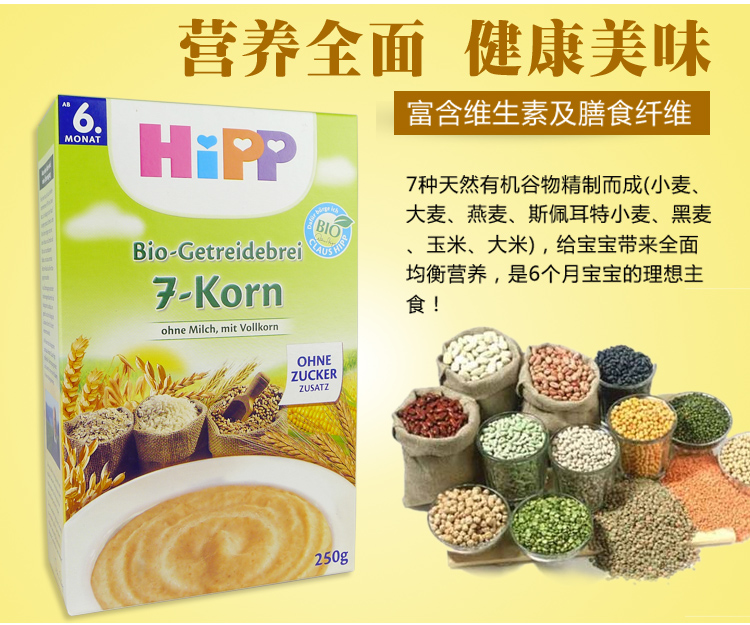 营养全面 健康美味
富含维生素及膳食纤维
7种天然有机谷物精制而成(小麦、
大麦、燕麦、斯佩耳特小麦、黑麦
、玉米、大米)，给宝宝带来全面
均衡营养，是6个月宝宝的理想主
食！
AB
6.
MONAT
HiPP
Dafür bürge ich
BIO
CLAUS HIPP
Bio-Getreidebrei
7-Korn
ohne Milch, mit Vollkorn
OHNE
ZUCKER
ZUSATZ
250g